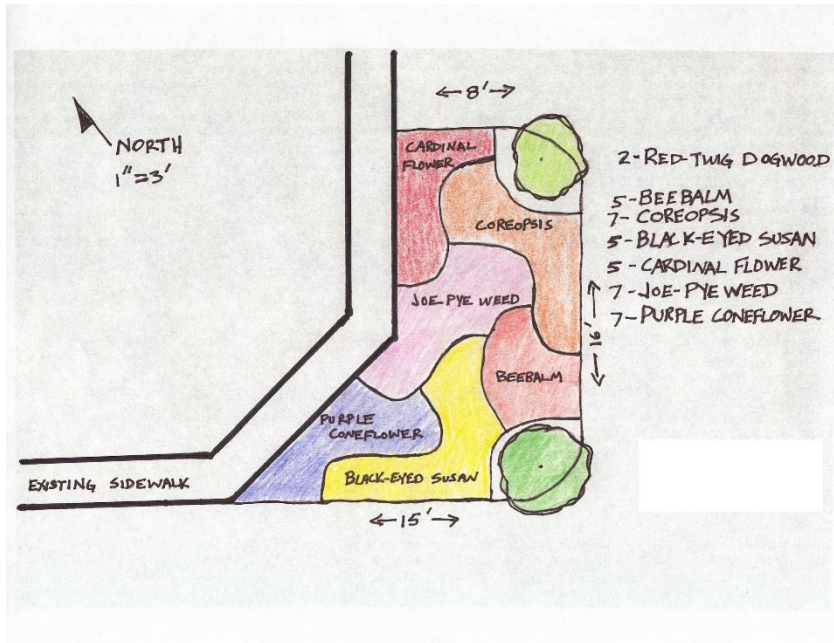 8'
NORTH
1"=3'
CARDINAL
FLOWER
COREOPSIS
JOE-PYE WEED
BEEBALM
PURPLE
CONEFLOWER
BLACK-EYED SUSAN
EXISTING SIDEWALK
15'
16'
2-RED-TWIG DOGWOOD
5-BEEBALM
7-COREOPSIS
5-BLACK-EYED SUSAN
5-CARDINAL FLOWER
7-JOE-PYE WEED
7-PURPLE CONEFLOWER